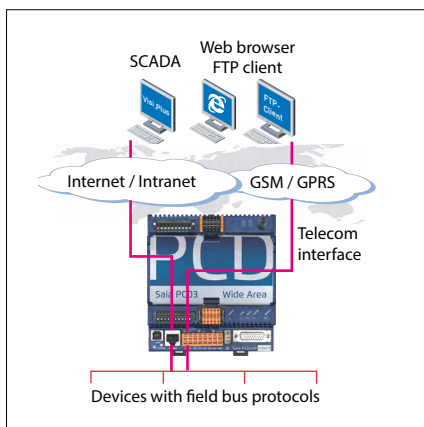 SCADA
Web browser
FTP client
Visi.Plus
FTP-
Client
Internet / Intranet
GSM / GPRS
Telecom
interface
PCD
Saia PCD3
Wide Area
Devices with field bus protocols